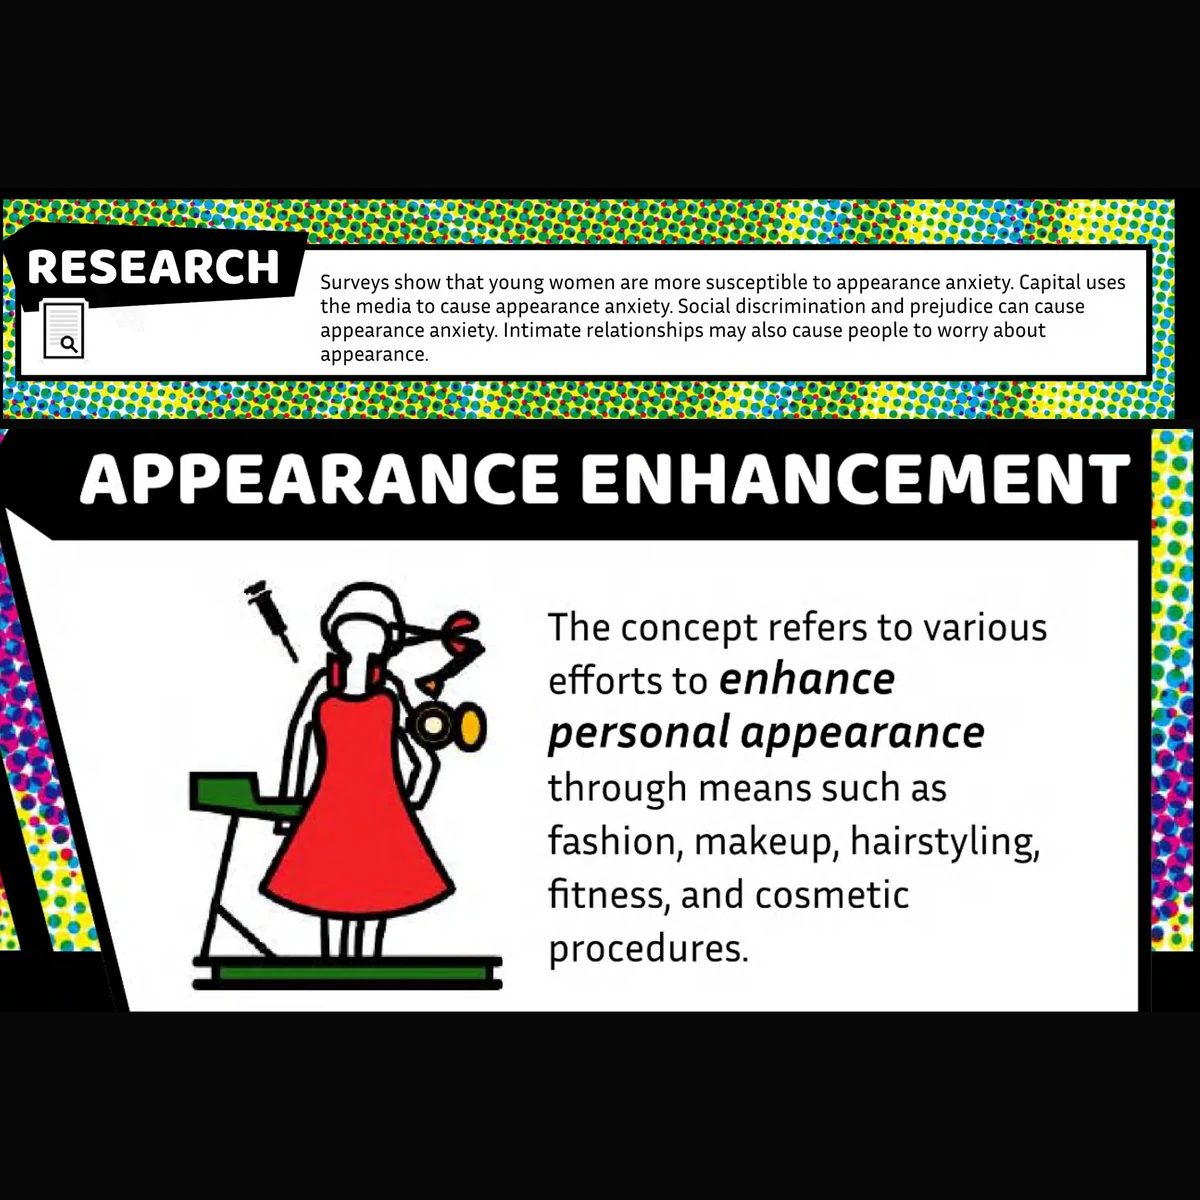 RESEARCH
Surveys show that young women are more susceptible to appearance anxiety. Capital uses
the media to cause appearance anxiety. Social discrimination and prejudice can cause
appearance anxiety. Intimate relationships may also cause people to worry about
appearance.
APPEARANCE ENHANCEMENT
The concept refers to various
efforts to enhance
personal appearance
through means such as
fashion, makeup, hairstyling,
fitness, and cosmetic
procedures.